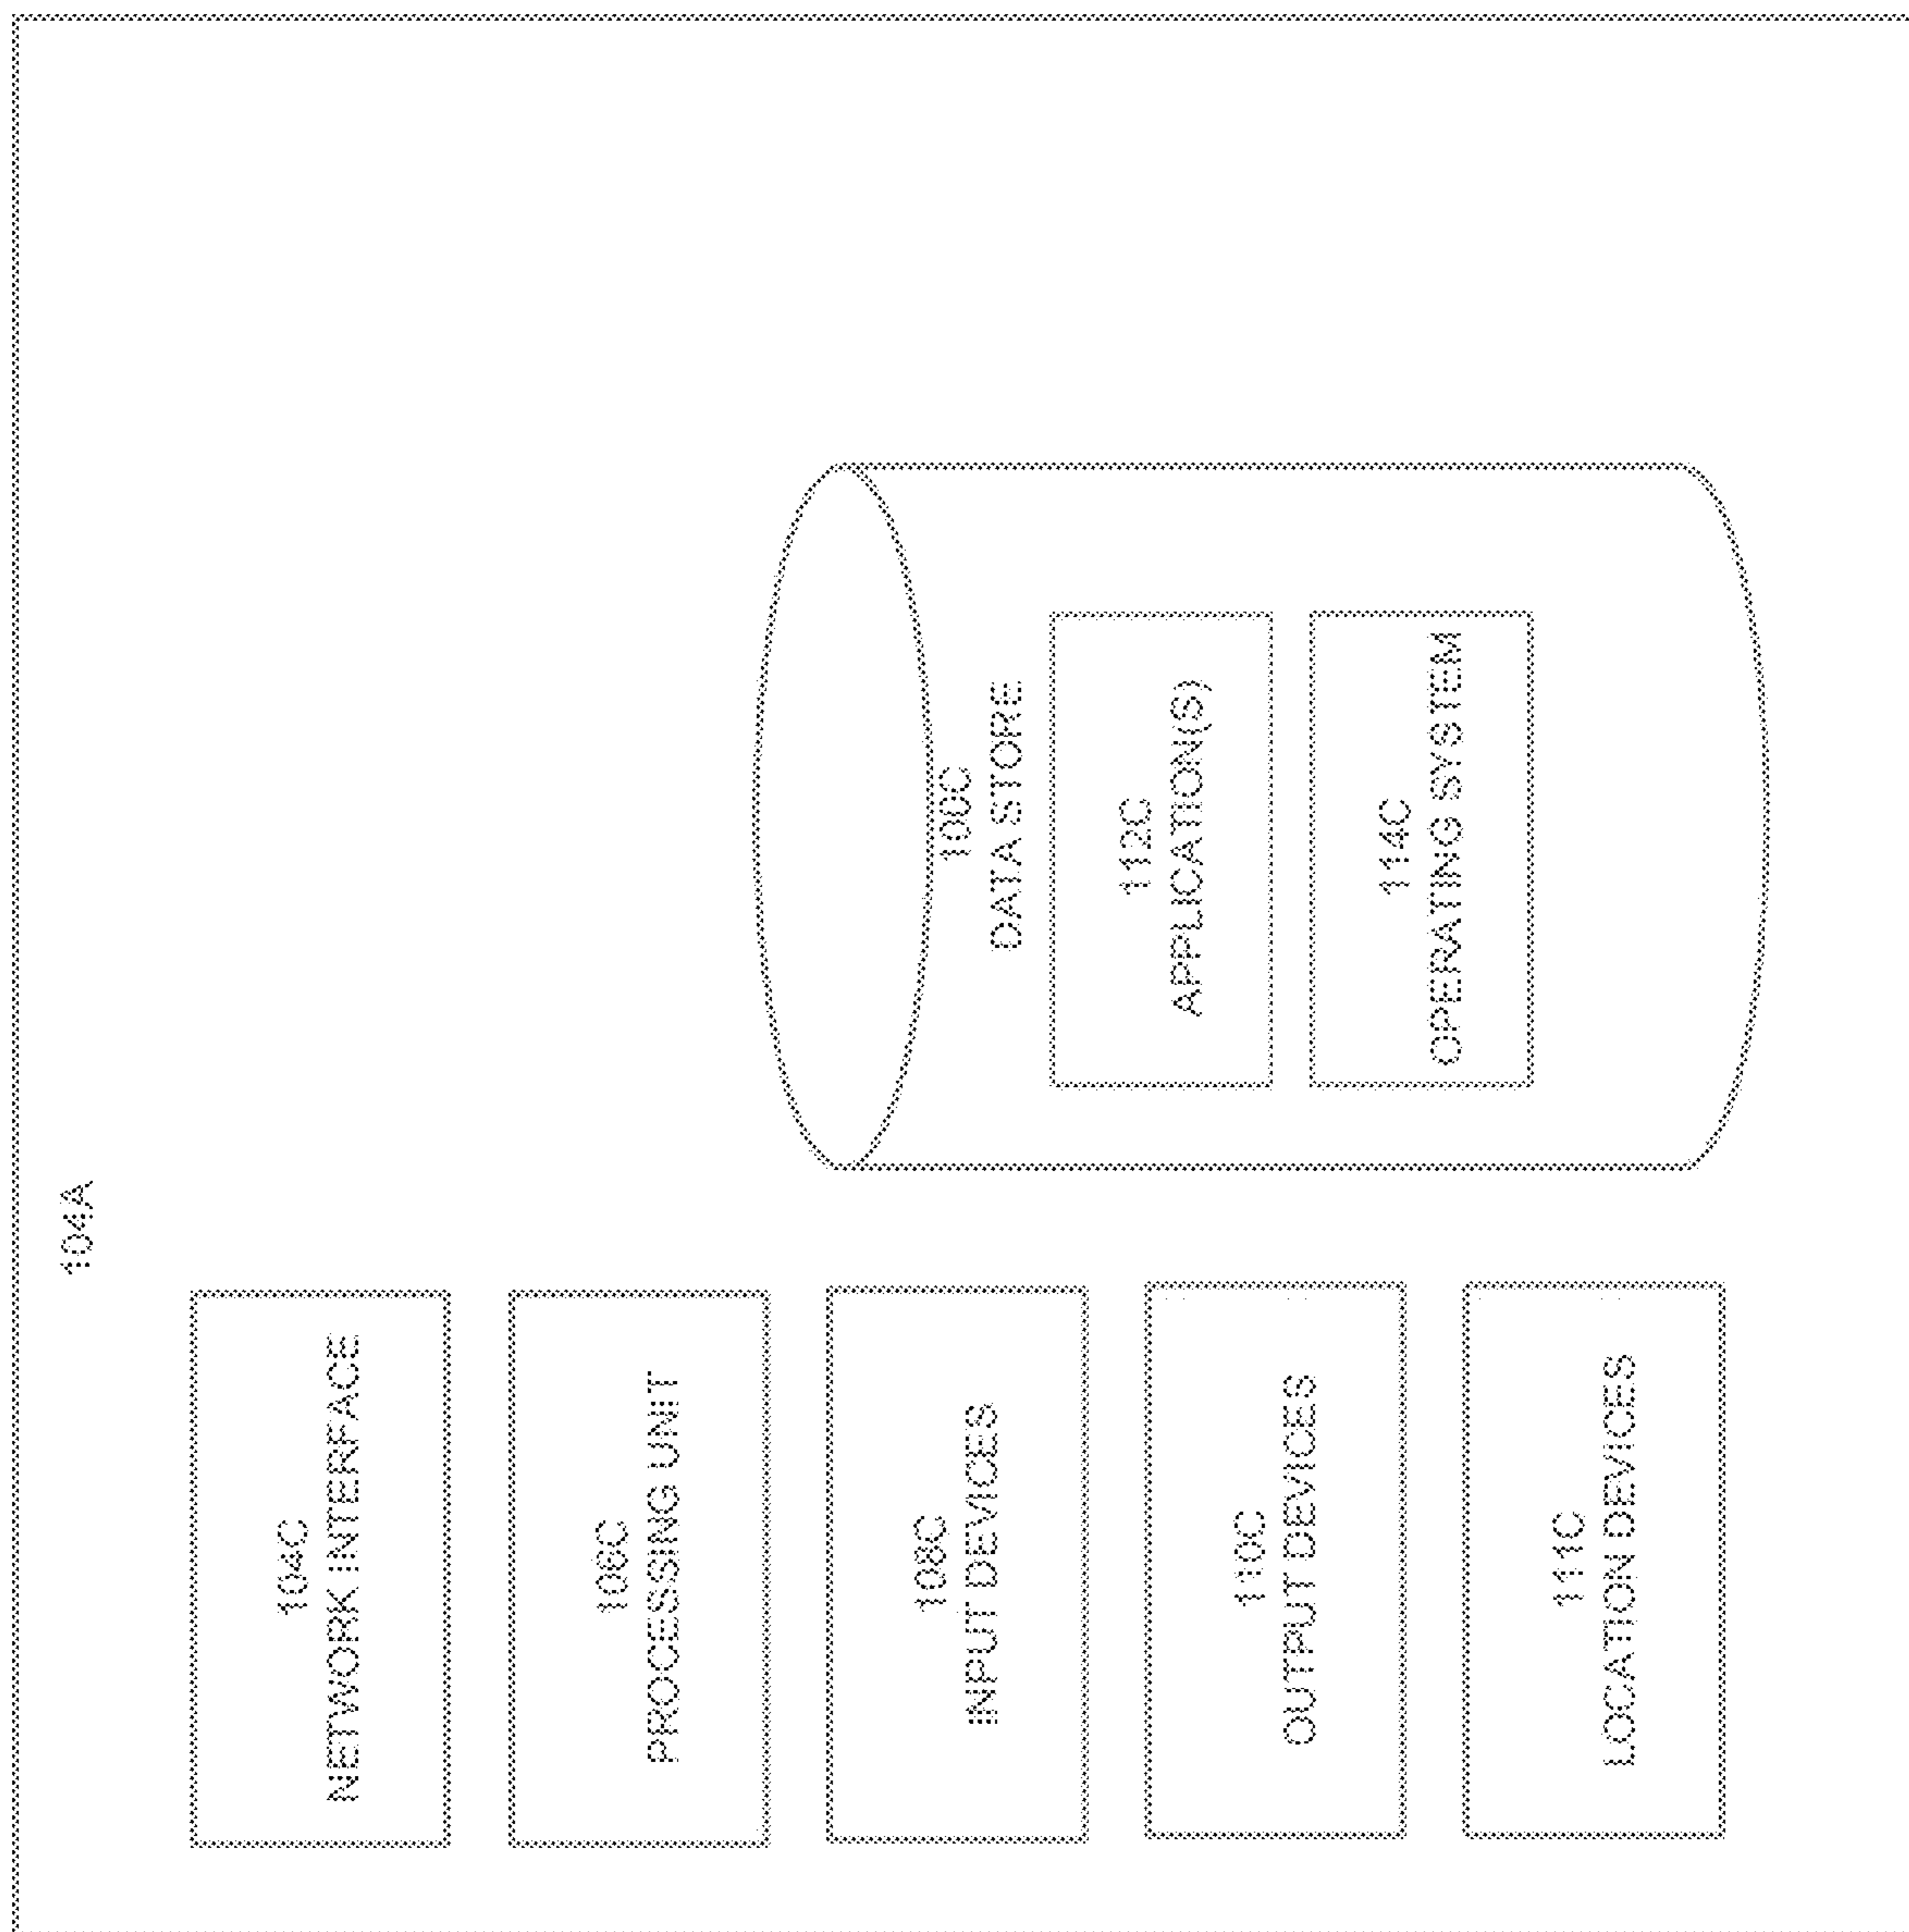 104A
104C
NETWORK INTERFACE
106C
PROCESSING UNIT
108C
INPUT DEVICES
110C
OUTPUT DEVICES
111C
LOCATION DEVICES
100C
DATA STORE
112C
APPLICATION(S)
114C
OPERATING SYSTEM